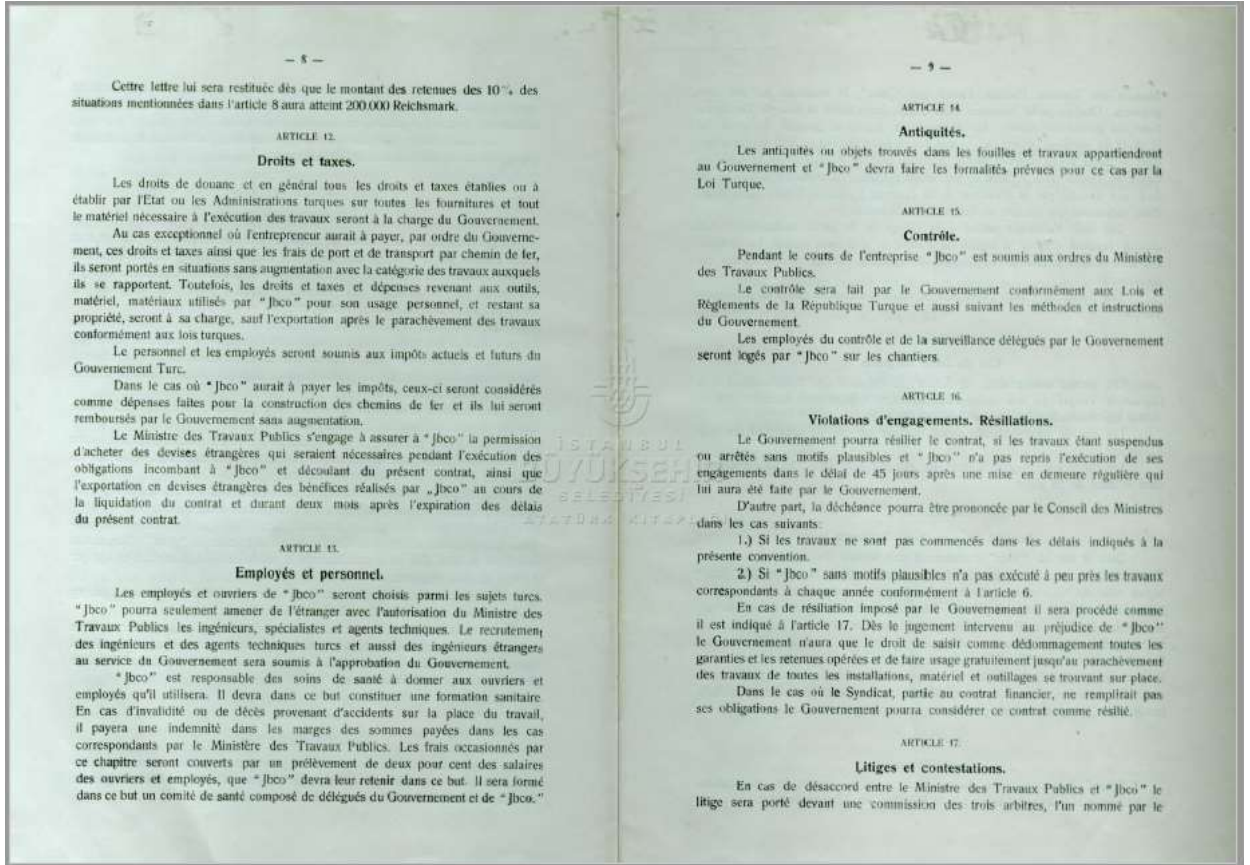 — 8 —
Cettre lettre lui sera restituée dès que le montant des retenues des 10% des
situations mentionnées dans l'article 8 aura atteint 200.000 Reichsmark.
ARTICLE 12.
Droits et taxes.
Les droits de douane et en général tous les droits et taxes établies ou à
établir par l'Etat ou les Administrations turques sur toutes les fournitures et tout
le matériel nécessaire à l'exécution des travaux seront à la charge du Gouvernement.
Au cas exceptionnel où l'entrepreneur aurait à payer, par ordre du Gouverne-
ment, ces droits et taxes ainsi que les frais de port et de transport par chemin de fer,
ils seront portés en situations sans augmentation avec la catégorie des travaux auxquels
ils se rapportent. Toutefois, les droits et taxes et dépenses revenant aux outils,
matériel, matériaux utilisés par "Jbco" pour son usage personnel, et restant sa
propriété, seront à sa charge, sauf l'exportation après le parachèvement des travaux
conformément aux lois turques.
Le personnel et les employés seront soumis aux impôts actuels et futurs du
Gouvernement Turc.
Dans le cas où "Jbco" aurait à payer les impôts, ceux-ci seront considérés
comme dépenses faites pour la construction des chemins de fer et ils lui seront
remboursés par le Gouvernement sans augmentation.
Le Ministre des Travaux Publics s'engage à assurer à "Jbco" la permission
d'acheter des devises étrangères qui seraient nécessaires pendant l'exécution des
obligations incombant à "Jbco" et découlant du présent contrat, ainsi que
l'exportation en devises étrangères des bénéfices réalisés par „Jbco" au cours de
la liquidation du contrat et durant deux mois après l'expiration des délais
du présent contrat.
ARTICLE 13.
Employés et personnel.
Les employés et ouvriers de "Jbco" seront choisis parmi les sujets turcs.
"Jbco" pourra seulement amener de l'étranger avec l'autorisation du Ministre des
Travaux Publics les ingénieurs, spécialistes et agents techniques. Le recrutement
des ingénieurs et des agents techniques turcs et aussi des ingénieurs étrangers
au service du Gouvernement sera soumis à l'approbation du Gouvernement.
"Jbco" est responsable des soins de santé à donner aux ouvriers et
employés qu'il utilisera. Il devra dans ce but constituer une formation sanitaire.
En cas d'invalidité ou de décès provenant d'accidents sur la place du travail,
il payera une indemnité dans les marges des sommes payées dans les cas
correspondants par le Ministère des Travaux Publics. Les frais occasionnés par
ce chapitre seront couverts par un prélèvement de deux pour cent des salaires
des ouvriers et employés, que "Jbco" devra leur retenir dans ce but. Il sera formé
dans ce but un comité de santé composé de délégués du Gouvernement et de "Jbco."
— 9 —
ARTICLE 14.
Antiquités.
Les antiquités ou objets trouvés dans les fouilles et travaux appartiendront
au Gouvernement et "Jbco" devra faire les formalités prévues pour ce cas par la
Loi Turque.
ARTICLE 15.
Contrôle.
Pendant le cours de l'entreprise "Jbco" est soumis aux ordres du Ministère
des Travaux Publics.
Le contrôle sera fait par le Gouvernement conformément aux Lois et
Règlements de la République Turque et aussi suivant les méthodes et instructions
du Gouvernement.
Les employés du contrôle et de la surveillance délégués par le Gouvernement
seront logés par "Jbco" sur les chantiers.
ARTICLE 16.
Violations d'engagements. Résiliations.
Le Gouvernement pourra résilier le contrat, si les travaux étant suspendus
ou arrêtés sans motifs plausibles et "Jbco" n'a pas repris l'exécution de ses
engagements dans le délai de 45 jours après une mise en demeure régulière qui
lui aura été faite par le Gouvernement.
D'autre part, la déchéance pourra être prononcée par le Conseil des Ministres
dans les cas suivants:
1.) Si les travaux ne sont pas commencés dans les délais indiqués à la
présente convention.
2.) Si "Jbco" sans motifs plausibles n'a pas exécuté à peu près les travaux
correspondants à chaque année conformément à l'article 6.
En cas de résiliation imposé par le Gouvernement il sera procédé comme
il est indiqué à l'article 17. Dès le jugement intervenu au préjudice de "Jbco"
le Gouvernement n'aura que le droit de saisir comme dédommagement toutes les
garanties et les retenues opérées et de faire usage gratuitement jusqu'au parachèvement
des travaux de toutes les installations, matériel et outillages se trouvant sur place.
Dans le cas où le Syndicat, partie au contrat financier, ne remplirait pas
ses obligations le Gouvernement pourra considérer ce contrat comme résilié.
ARTICLE 17.
Litiges et contestations.
En cas de désaccord entre le Ministre des Travaux Publics et "Jbco" le
litige sera porté devant une commission des trois arbitres, l'un nommé par le
İSTANBUL
BÜYÜKŞEHİR
BELEDİYESİ
ATATÜRK KİTAPLIĞI